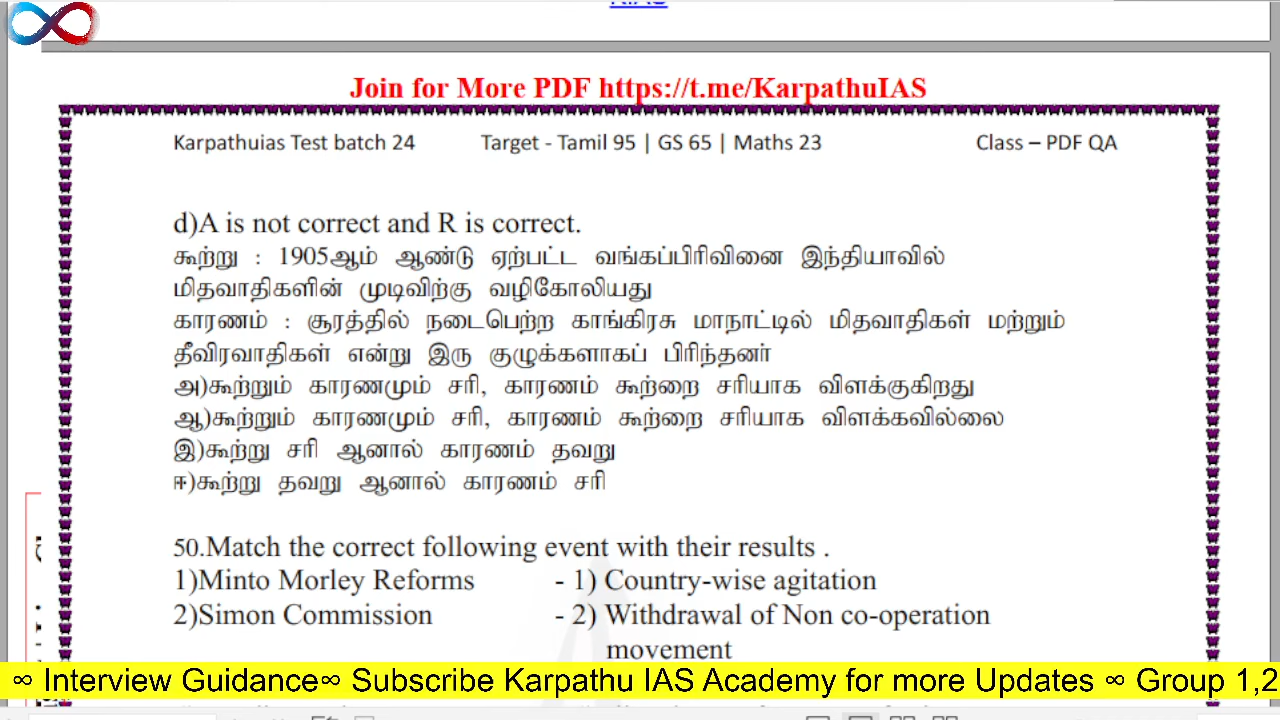 Join for More PDF https://t.me/KarpathuIAS
Karpathuias Test batch 24 Target - Tamil 95 | GS 65 | Maths 23 Class – PDF QA
d)A is not correct and R is correct.
கூற்று : 1905ஆம் ஆண்டு ஏற்பட்ட வங்கப்பிரிவினை இந்தியாவில்
மிதவாதிகளின் முடிவிற்கு வழிகோலியது
காரணம் : சூரத்தில் நடைபெற்ற காங்கிரசு மாநாட்டில் மிதவாதிகள் மற்றும்
தீவிரவாதிகள் என்று இரு குழுக்களாகப் பிரிந்தனர்
அ)கூற்றும் காரணமும் சரி, காரணம் கூற்றை சரியாக விளக்குகிறது
ஆ)கூற்றும் காரணமும் சரி, காரணம் கூற்றை சரியாக விளக்கவில்லை
இ)கூற்று சரி ஆனால் காரணம் தவறு
ஈ)கூற்று தவறு ஆனால் காரணம் சரி
50.Match the correct following event with their results .
1)Minto Morley Reforms - 1) Country-wise agitation
2)Simon Commission - 2) Withdrawal of Non co-operation
movement
∞ Interview Guidance∞ Subscribe Karpathu IAS Academy for more Updates ∞ Group 1,2